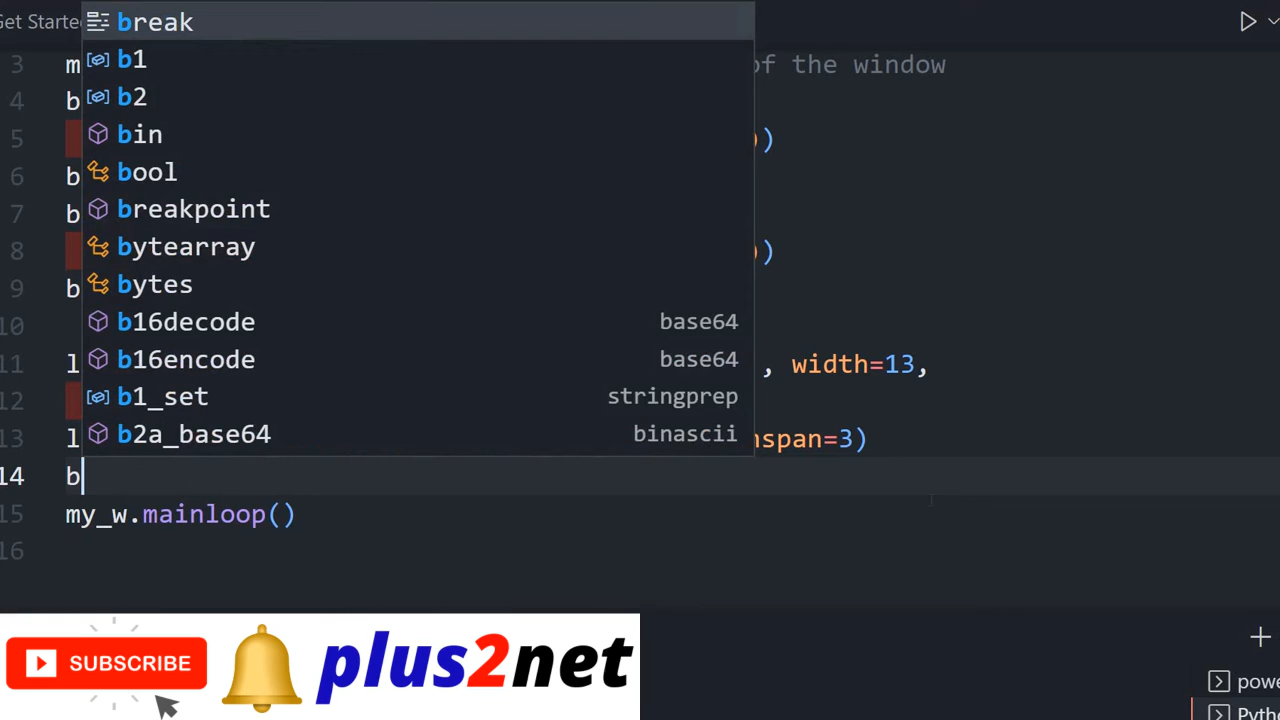 Get Starte
break
3 m of the window
b1
4 b
b2
5 ))
bin
6 b
bool
7 b
breakpoint
8 ))
bytearray
9 b
bytes
10
b16decode base64
11 l , width=13,
b16encode base64
12
b1_set stringprep
13 l nspan=3)
b2a_base64 binascii
14 b
15 my_w.mainloop()
16
SUBSCRIBE
plus2net
powe
Pytho